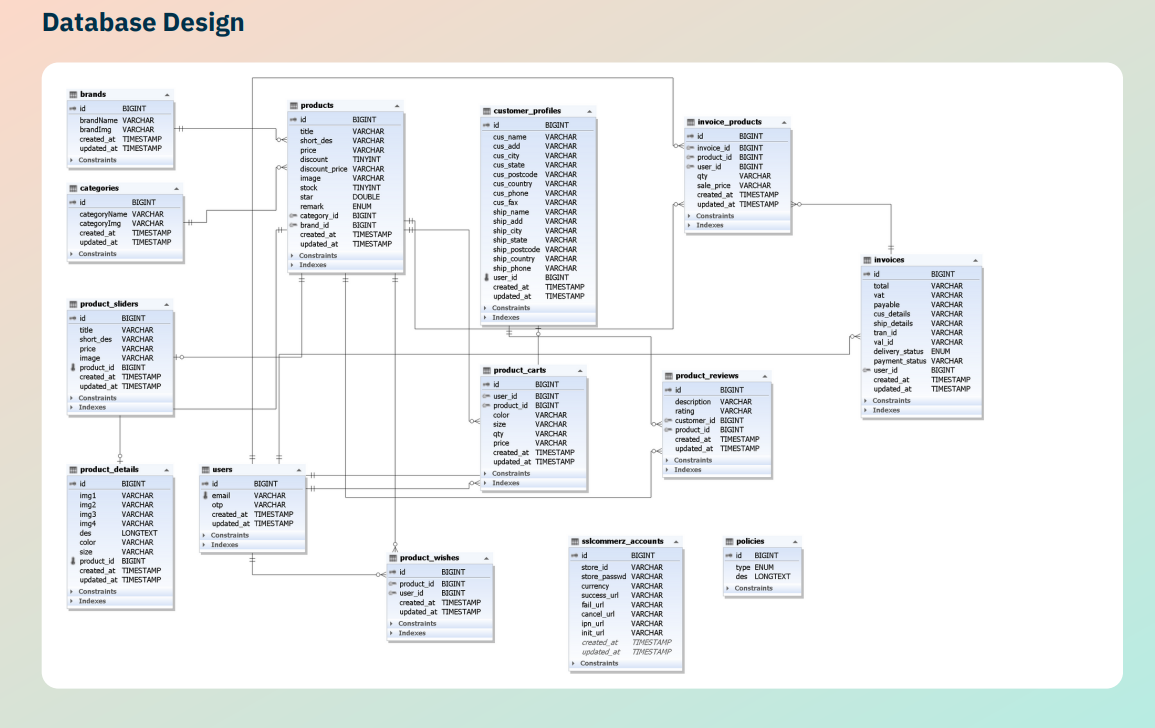 Database Design
brands
id BIGINT
brandName VARCHAR
brandImg VARCHAR
created_at TIMESTAMP
updated_at TIMESTAMP
Constraints
categories
id BIGINT
categoryName VARCHAR
categoryImg VARCHAR
created_at TIMESTAMP
updated_at TIMESTAMP
Constraints
product_sliders
id BIGINT
title VARCHAR
short_des VARCHAR
price VARCHAR
image VARCHAR
product_id BIGINT
created_at TIMESTAMP
updated_at TIMESTAMP
Constraints
Indexes
product_details
id BIGINT
img1 VARCHAR
img2 VARCHAR
img3 VARCHAR
img4 VARCHAR
des LONGTEXT
color VARCHAR
size VARCHAR
product_id BIGINT
created_at TIMESTAMP
updated_at TIMESTAMP
Constraints
Indexes
users
id BIGINT
email VARCHAR
otp VARCHAR
created_at TIMESTAMP
updated_at TIMESTAMP
Constraints
Indexes
products
id BIGINT
title VARCHAR
short_des VARCHAR
price VARCHAR
discount TINYINT
discount_price VARCHAR
image VARCHAR
stock TINYINT
star DOUBLE
remark ENUM
category_id BIGINT
brand_id BIGINT
created_at TIMESTAMP
updated_at TIMESTAMP
Constraints
Indexes
product_wishes
id BIGINT
product_id BIGINT
user_id BIGINT
created_at TIMESTAMP
updated_at TIMESTAMP
Constraints
Indexes
customer_profiles
id BIGINT
cus_name VARCHAR
cus_add VARCHAR
cus_city VARCHAR
cus_state VARCHAR
cus_postcode VARCHAR
cus_country VARCHAR
cus_phone VARCHAR
cus_fax VARCHAR
ship_name VARCHAR
ship_add VARCHAR
ship_city VARCHAR
ship_state VARCHAR
ship_postcode VARCHAR
ship_country VARCHAR
ship_phone VARCHAR
user_id BIGINT
created_at TIMESTAMP
updated_at TIMESTAMP
Constraints
Indexes
product_carts
id BIGINT
user_id BIGINT
product_id BIGINT
color VARCHAR
size VARCHAR
qty VARCHAR
price VARCHAR
created_at TIMESTAMP
updated_at TIMESTAMP
Constraints
Indexes
invoice_products
id BIGINT
invoice_id BIGINT
product_id BIGINT
user_id BIGINT
qty VARCHAR
sale_price VARCHAR
created_at TIMESTAMP
updated_at TIMESTAMP
Constraints
Indexes
product_reviews
id BIGINT
description VARCHAR
rating VARCHAR
customer_id BIGINT
product_id BIGINT
created_at TIMESTAMP
updated_at TIMESTAMP
Constraints
Indexes
invoices
id BIGINT
total VARCHAR
vat VARCHAR
payable VARCHAR
cus_details VARCHAR
ship_details VARCHAR
tran_id VARCHAR
val_id VARCHAR
delivery_status ENUM
payment_status VARCHAR
user_id BIGINT
created_at TIMESTAMP
updated_at TIMESTAMP
Constraints
Indexes
sslcommerz_accounts
id BIGINT
store_id VARCHAR
store_passwd VARCHAR
currency VARCHAR
success_url VARCHAR
fail_url VARCHAR
cancel_url VARCHAR
ipn_url VARCHAR
init_url VARCHAR
created_at TIMESTAMP
updated_at TIMESTAMP
Constraints
policies
id BIGINT
type ENUM
des LONGTEXT
Constraints